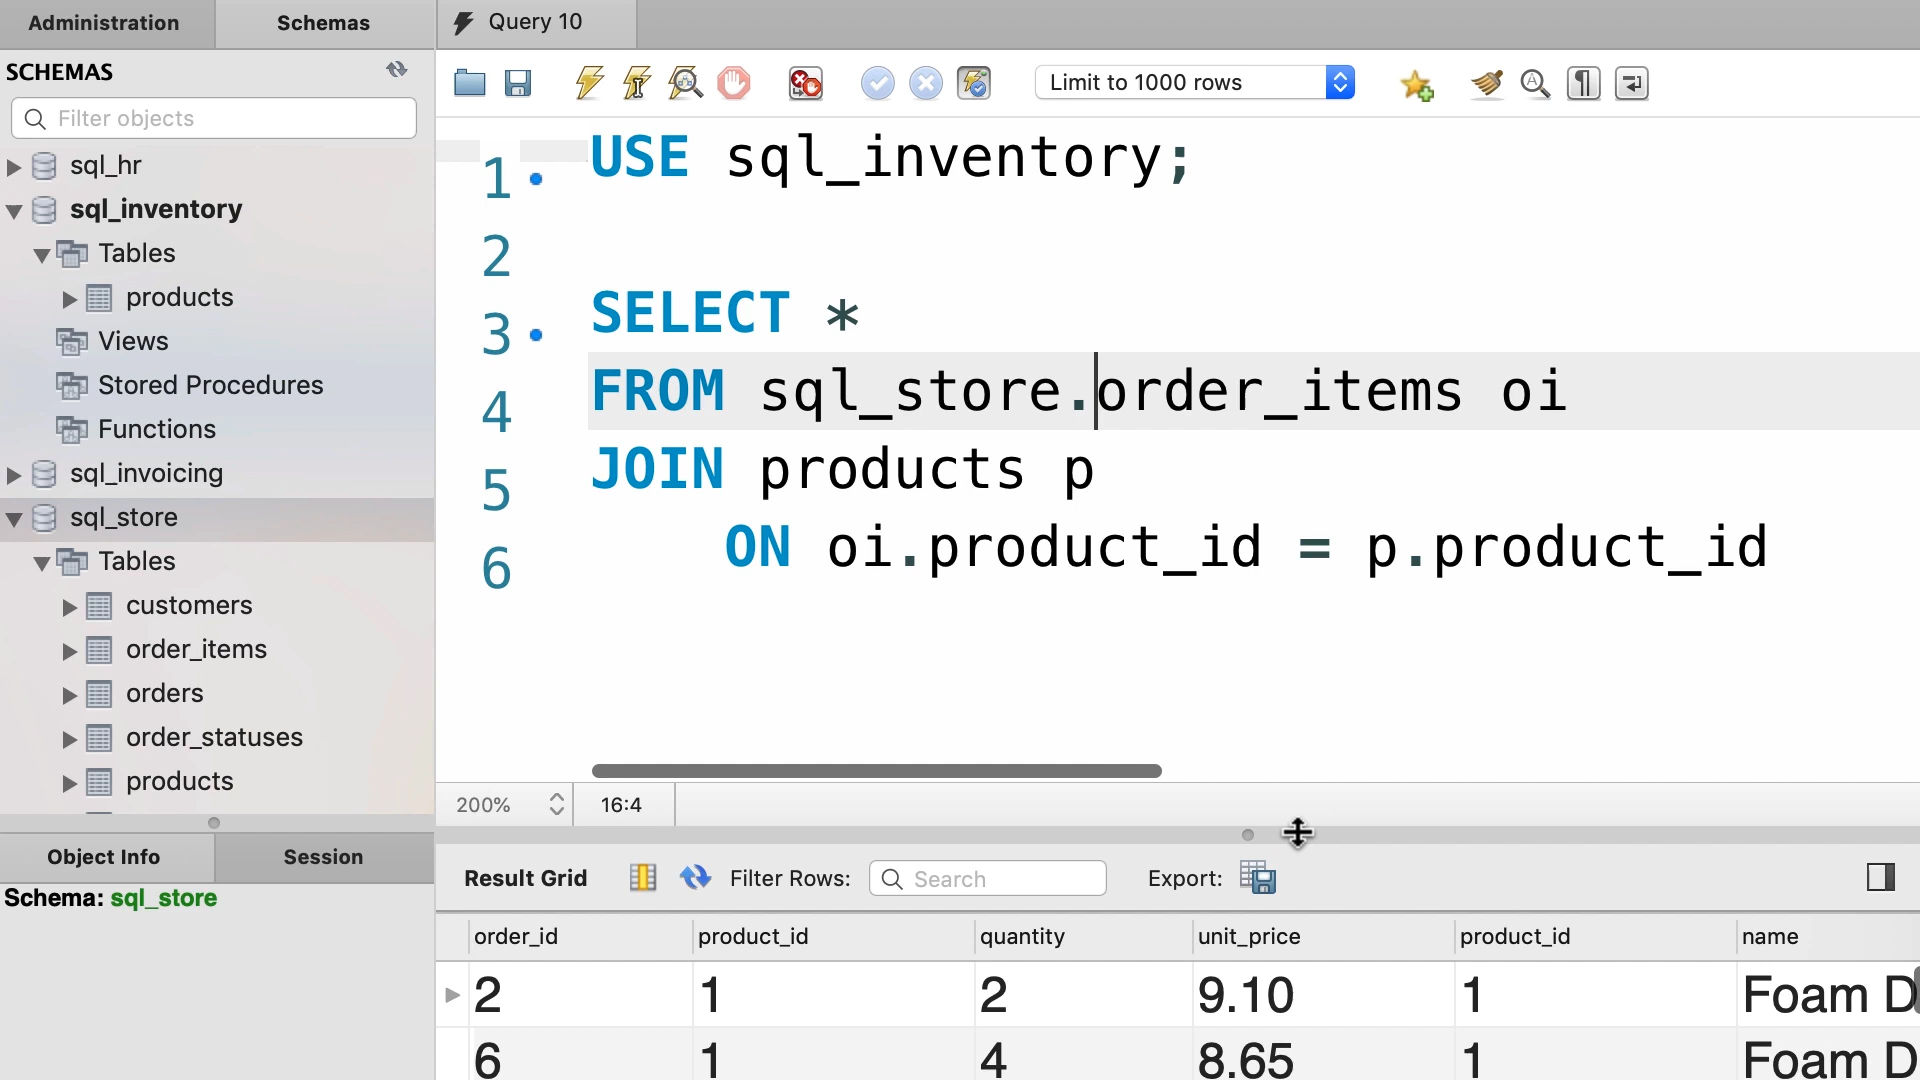 Administration
Schemas
Query 10
SCHEMAS
Filter objects
Limit to 1000 rows
sql_hr
sql_inventory
Tables
products
Views
Stored Procedures
Functions
sql_invoicing
sql_store
Tables
customers
order_items
orders
order_statuses
products
1 USE sql_inventory;
2
3 SELECT *
4 FROM sql_store.order_items oi
5 JOIN products p
6 ON oi.product_id = p.product_id
200% 16:4
Object Info
Session
Schema: sql_store
Result Grid Filter Rows: Search Export:
order_id product_id quantity unit_price product_id name
2 1 2 9.10 1 Foam D
6 1 4 8.65 1 Foam D